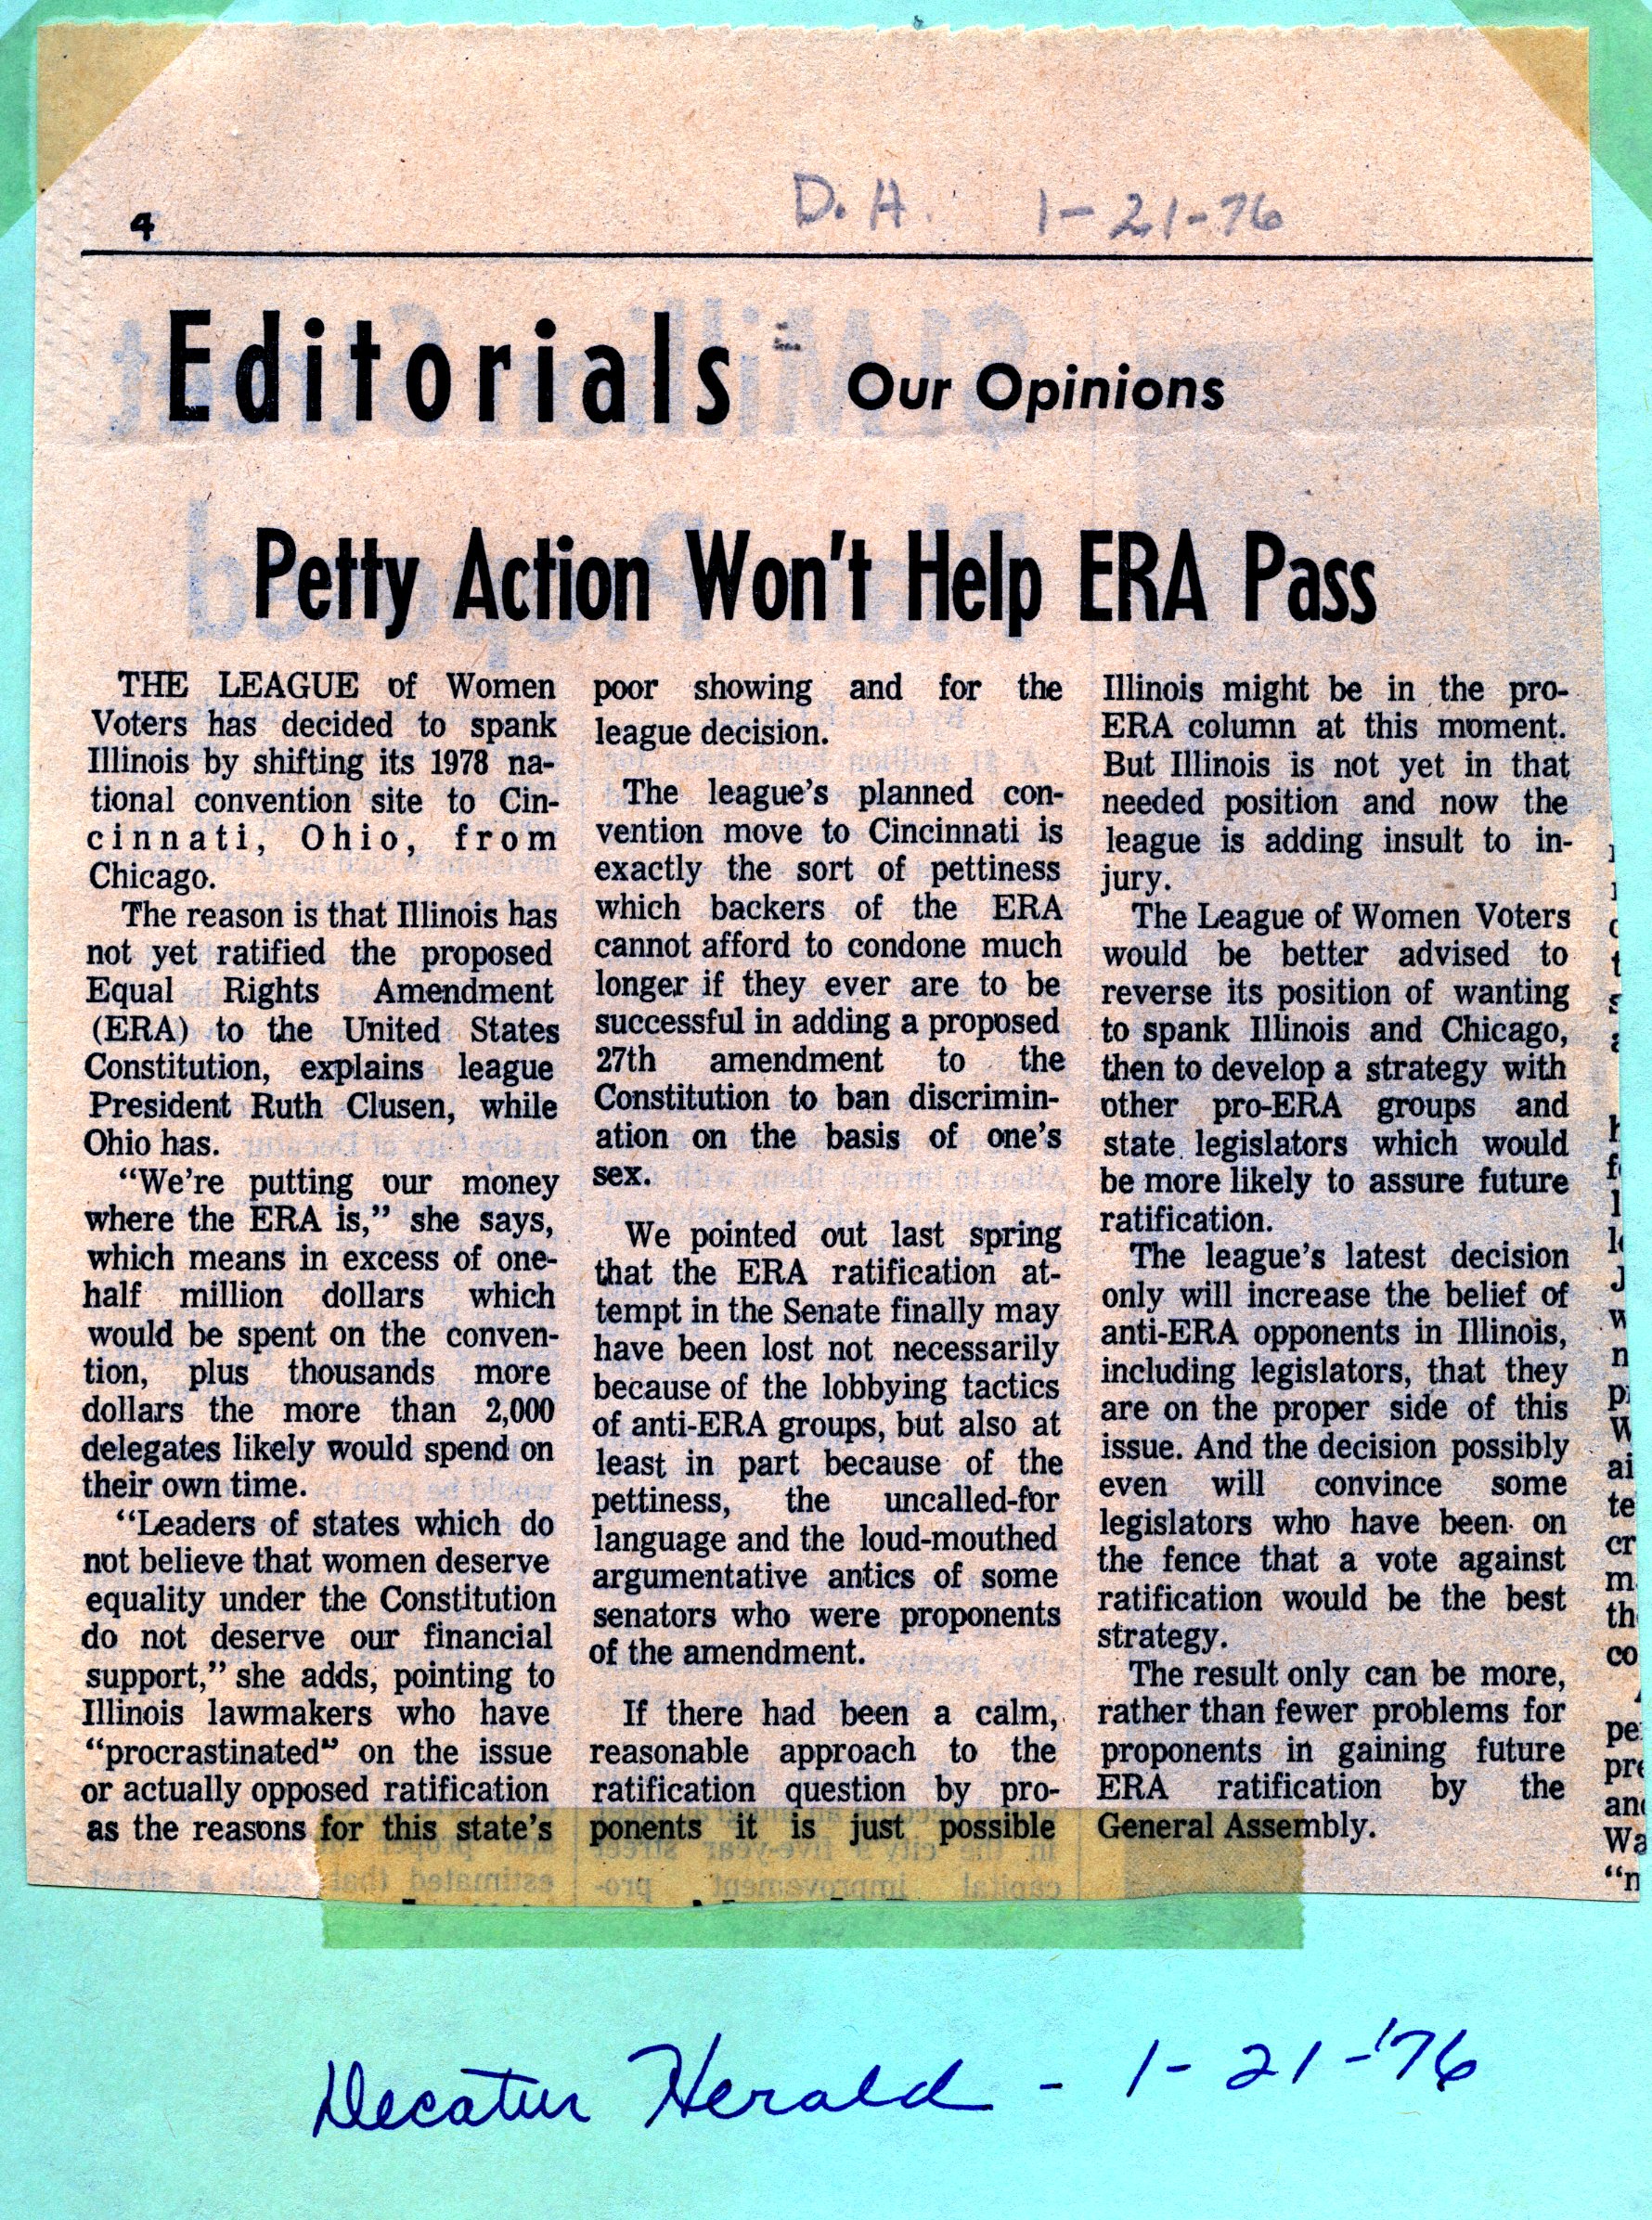 D.H. 1-21-76
4
Editorials Our Opinions
Petty Action Won't Help ERA Pass
THE LEAGUE of Women
Voters has decided to spank
Illinois by shifting its 1978 na-
tional convention site to Cin-
cinnati, Ohio, from
Chicago.
The reason is that Illinois has
not yet ratified the proposed
Equal Rights Amendment
(ERA) to the United States
Constitution, explains league
President Ruth Clusen, while
Ohio has.
“We're putting our money
where the ERA is,” she says,
which means in excess of one-
half million dollars which
would be spent on the conven-
tion, plus thousands more
dollars the more than 2,000
delegates likely would spend on
their own time.
“Leaders of states which do
not believe that women deserve
equality under the Constitution
do not deserve our financial
support,” she adds, pointing to
Illinois lawmakers who have
“procrastinated” on the issue
or actually opposed ratification
as the reasons for this state's
poor showing and for the
league decision.
The league's planned con-
vention move to Cincinnati is
exactly the sort of pettiness
which backers of the ERA
cannot afford to condone much
longer if they ever are to be
successful in adding a proposed
27th amendment to the
Constitution to ban discrimin-
ation on the basis of one's
sex.
We pointed out last spring
that the ERA ratification at-
tempt in the Senate finally may
have been lost not necessarily
because of the lobbying tactics
of anti-ERA groups, but also at
least in part because of the
pettiness, the uncalled-for
language and the loud-mouthed
argumentative antics of some
senators who were proponents
of the amendment.
If there had been a calm,
reasonable approach to the
ratification question by pro-
ponents it is just possible
Illinois might be in the pro-
ERA column at this moment.
But Illinois is not yet in that
needed position and now the
league is adding insult to in-
jury.
The League of Women Voters
would be better advised to
reverse its position of wanting
to spank Illinois and Chicago,
then to develop a strategy with
other pro-ERA groups and
state legislators which would
be more likely to assure future
ratification.
The league's latest decision
only will increase the belief of
anti-ERA opponents in Illinois,
including legislators, that they
are on the proper side of this
issue. And the decision possibly
even will convince some
legislators who have been on
the fence that a vote against
ratification would be the best
strategy.
The result only can be more,
rather than fewer problems for
proponents in gaining future
ERA ratification by the
General Assembly.
Decatur Herald - 1-21-'76